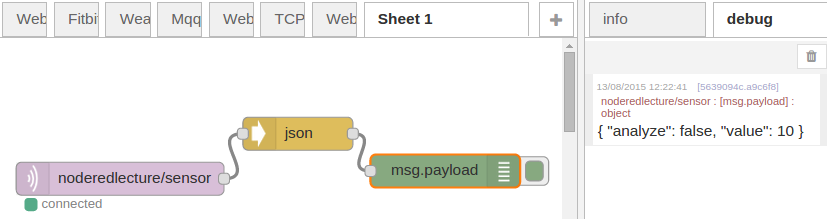 Web Fitbi Wea Mqq Web TCP Web Sheet 1 info debug
13/08/2015 12:22:41 [5639094c.a9c6f8]
noderedlecture/sensor : [msg.payload] :
object
{ "analyze": false, "value": 10 }
json
msg.payload
noderedlecture/sensor
connected